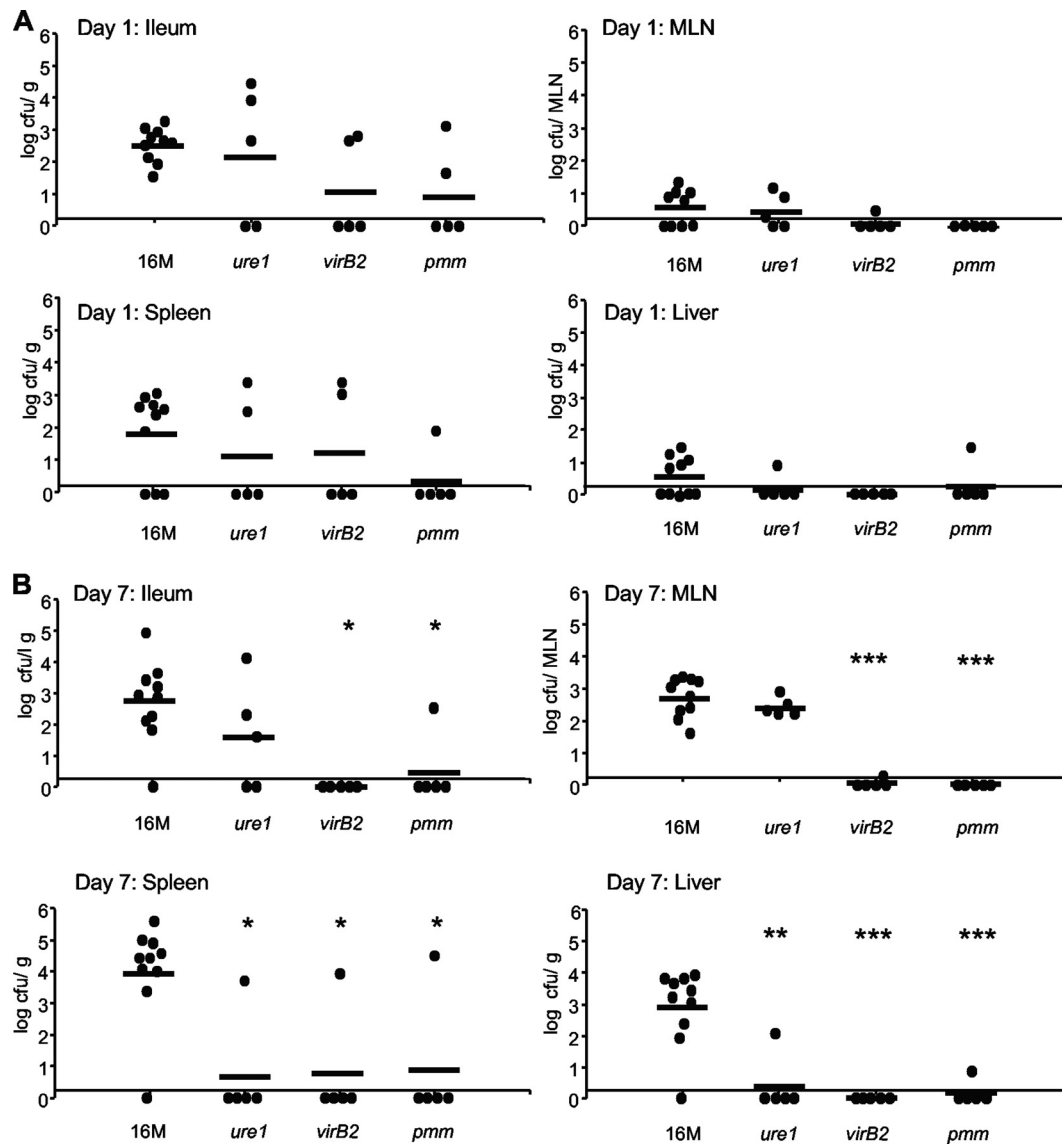 A
Day 1: Ileum
log cfu/ g
6
5
4
3
2
1
0
16M ure1 virB2 pmm
Day 1: MLN
log cfu/ MLN
6
5
4
3
2
1
0
16M ure1 virB2 pmm
Day 1: Spleen
log cfu/ g
6
5
4
3
2
1
0
16M ure1 virB2 pmm
Day 1: Liver
log cfu/ g
6
5
4
3
2
1
0
16M ure1 virB2 pmm
B
Day 7: Ileum
log cfu/l g
6
5
4
3
2
1
0
* *
16M ure1 virB2 pmm
Day 7: MLN
log cfu/ MLN
6
5
4
3
2
1
0
*** ***
16M ure1 virB2 pmm
Day 7: Spleen
log cfu/ g
6
5
4
3
2
1
0
* * *
16M ure1 virB2 pmm
Day 7: Liver
log cfu/ g
6
5
4
3
2
1
0
** *** ***
16M ure1 virB2 pmm